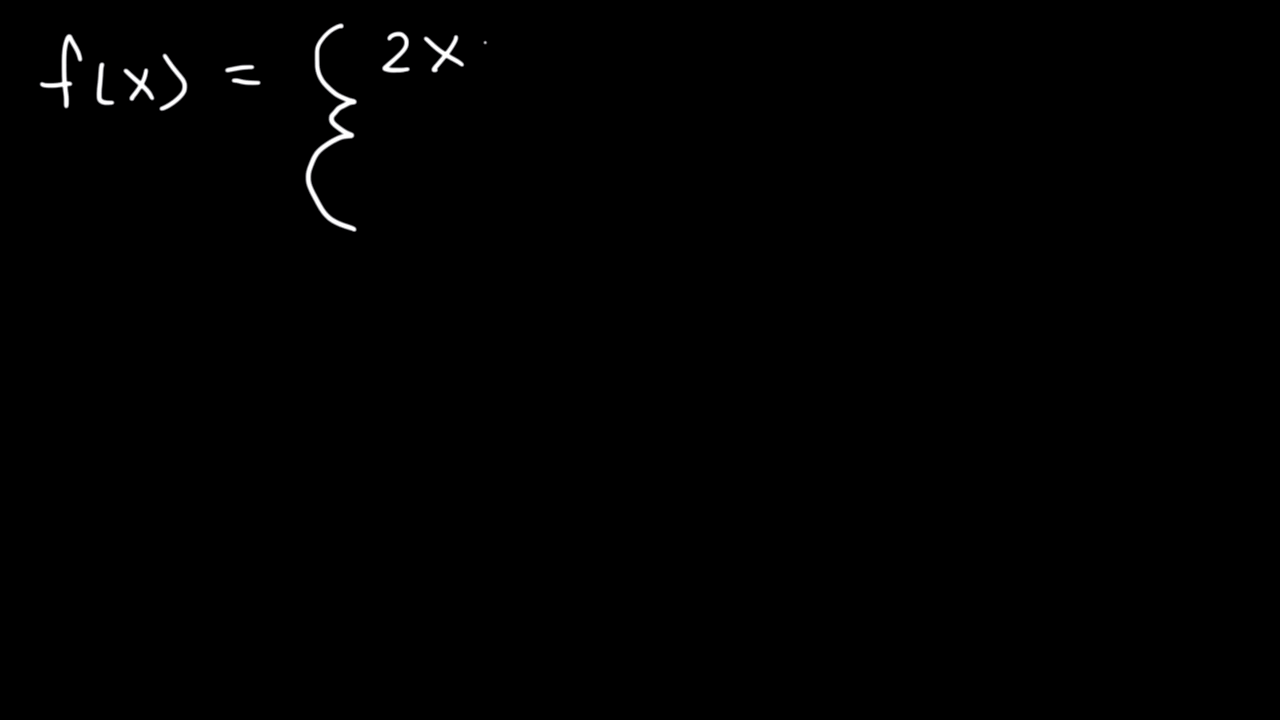 f(x) = { 2x